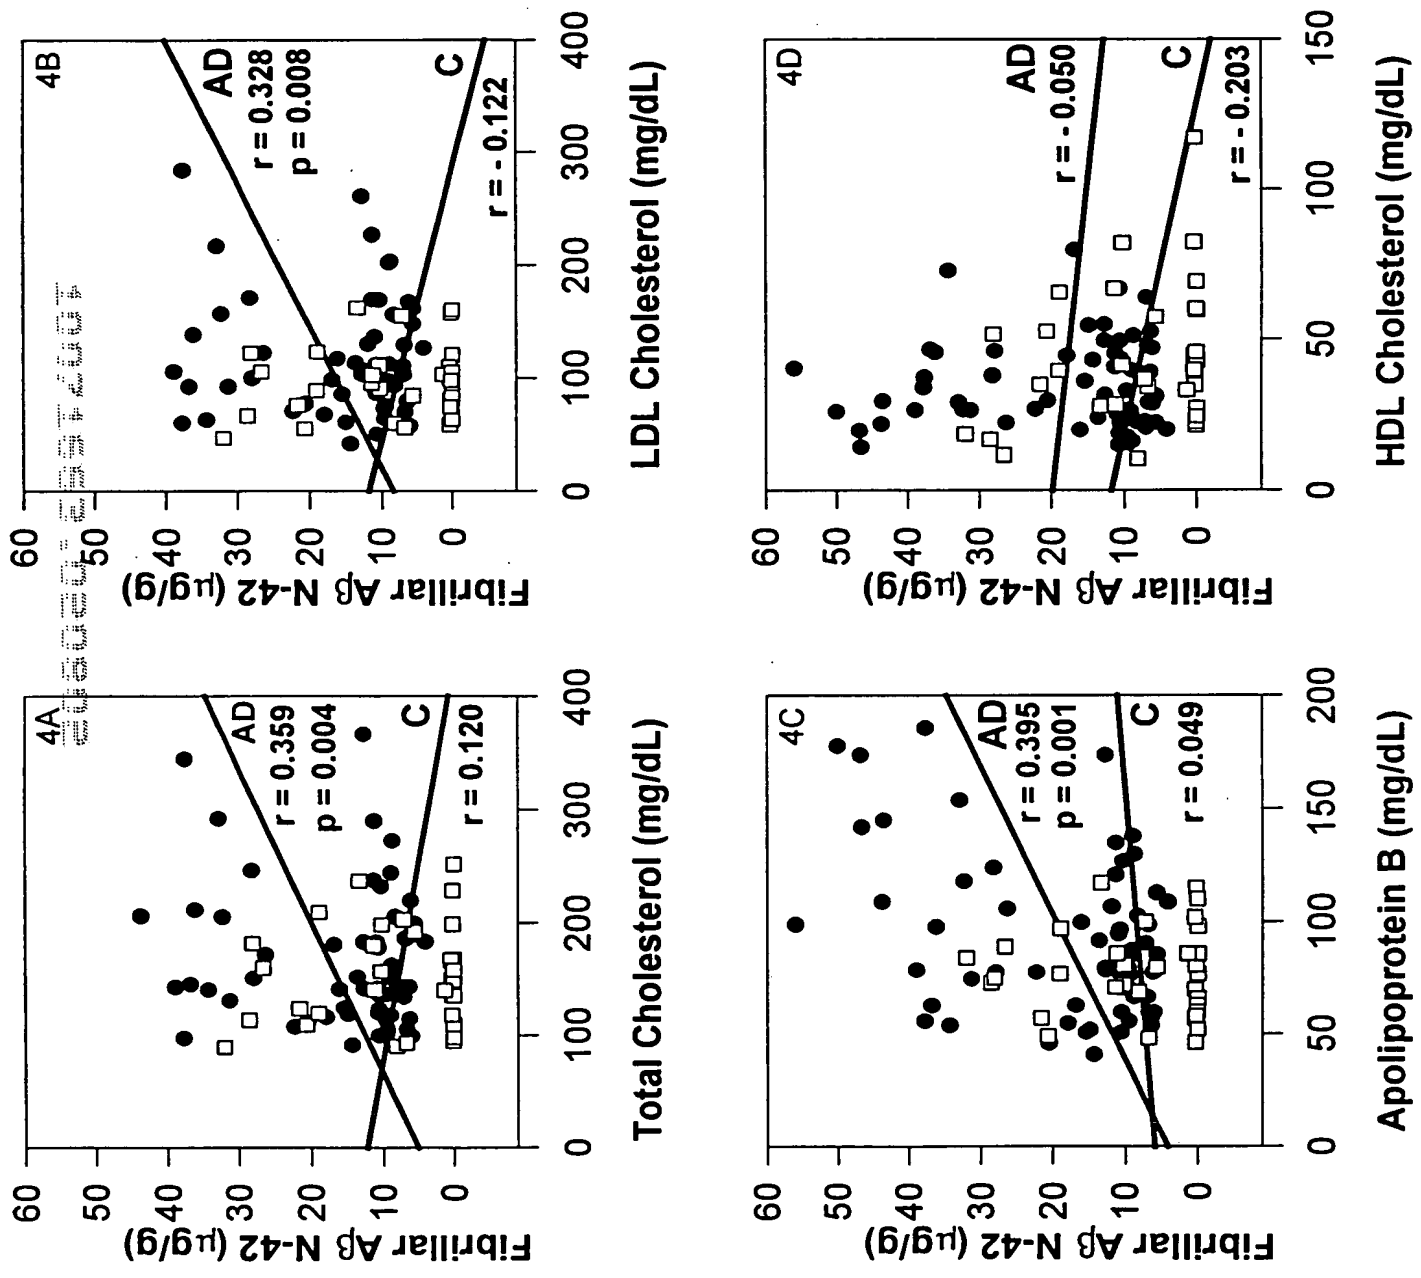 4A
Fibrillar Aβ N-42 (μg/g)
60
50
40
30
20
10
0
AD
r = 0.359
p = 0.004
C
r = 0.120
0 100 200 300 400
Total Cholesterol (mg/dL)
4B
Fibrillar Aβ N-42 (μg/g)
60
50
40
30
20
10
0
AD
r = 0.328
p = 0.008
C
r = - 0.122
0 100 200 300 400
LDL Cholesterol (mg/dL)
4C
Fibrillar Aβ N-42 (μg/g)
60
50
40
30
20
10
0
AD
r = 0.395
p = 0.001
C
r = 0.049
0 50 100 150 200
Apolipoprotein B (mg/dL)
4D
Fibrillar Aβ N-42 (μg/g)
60
50
40
30
20
10
0
AD
r = - 0.050
C
r = - 0.203
0 50 100 150
HDL Cholesterol (mg/dL)